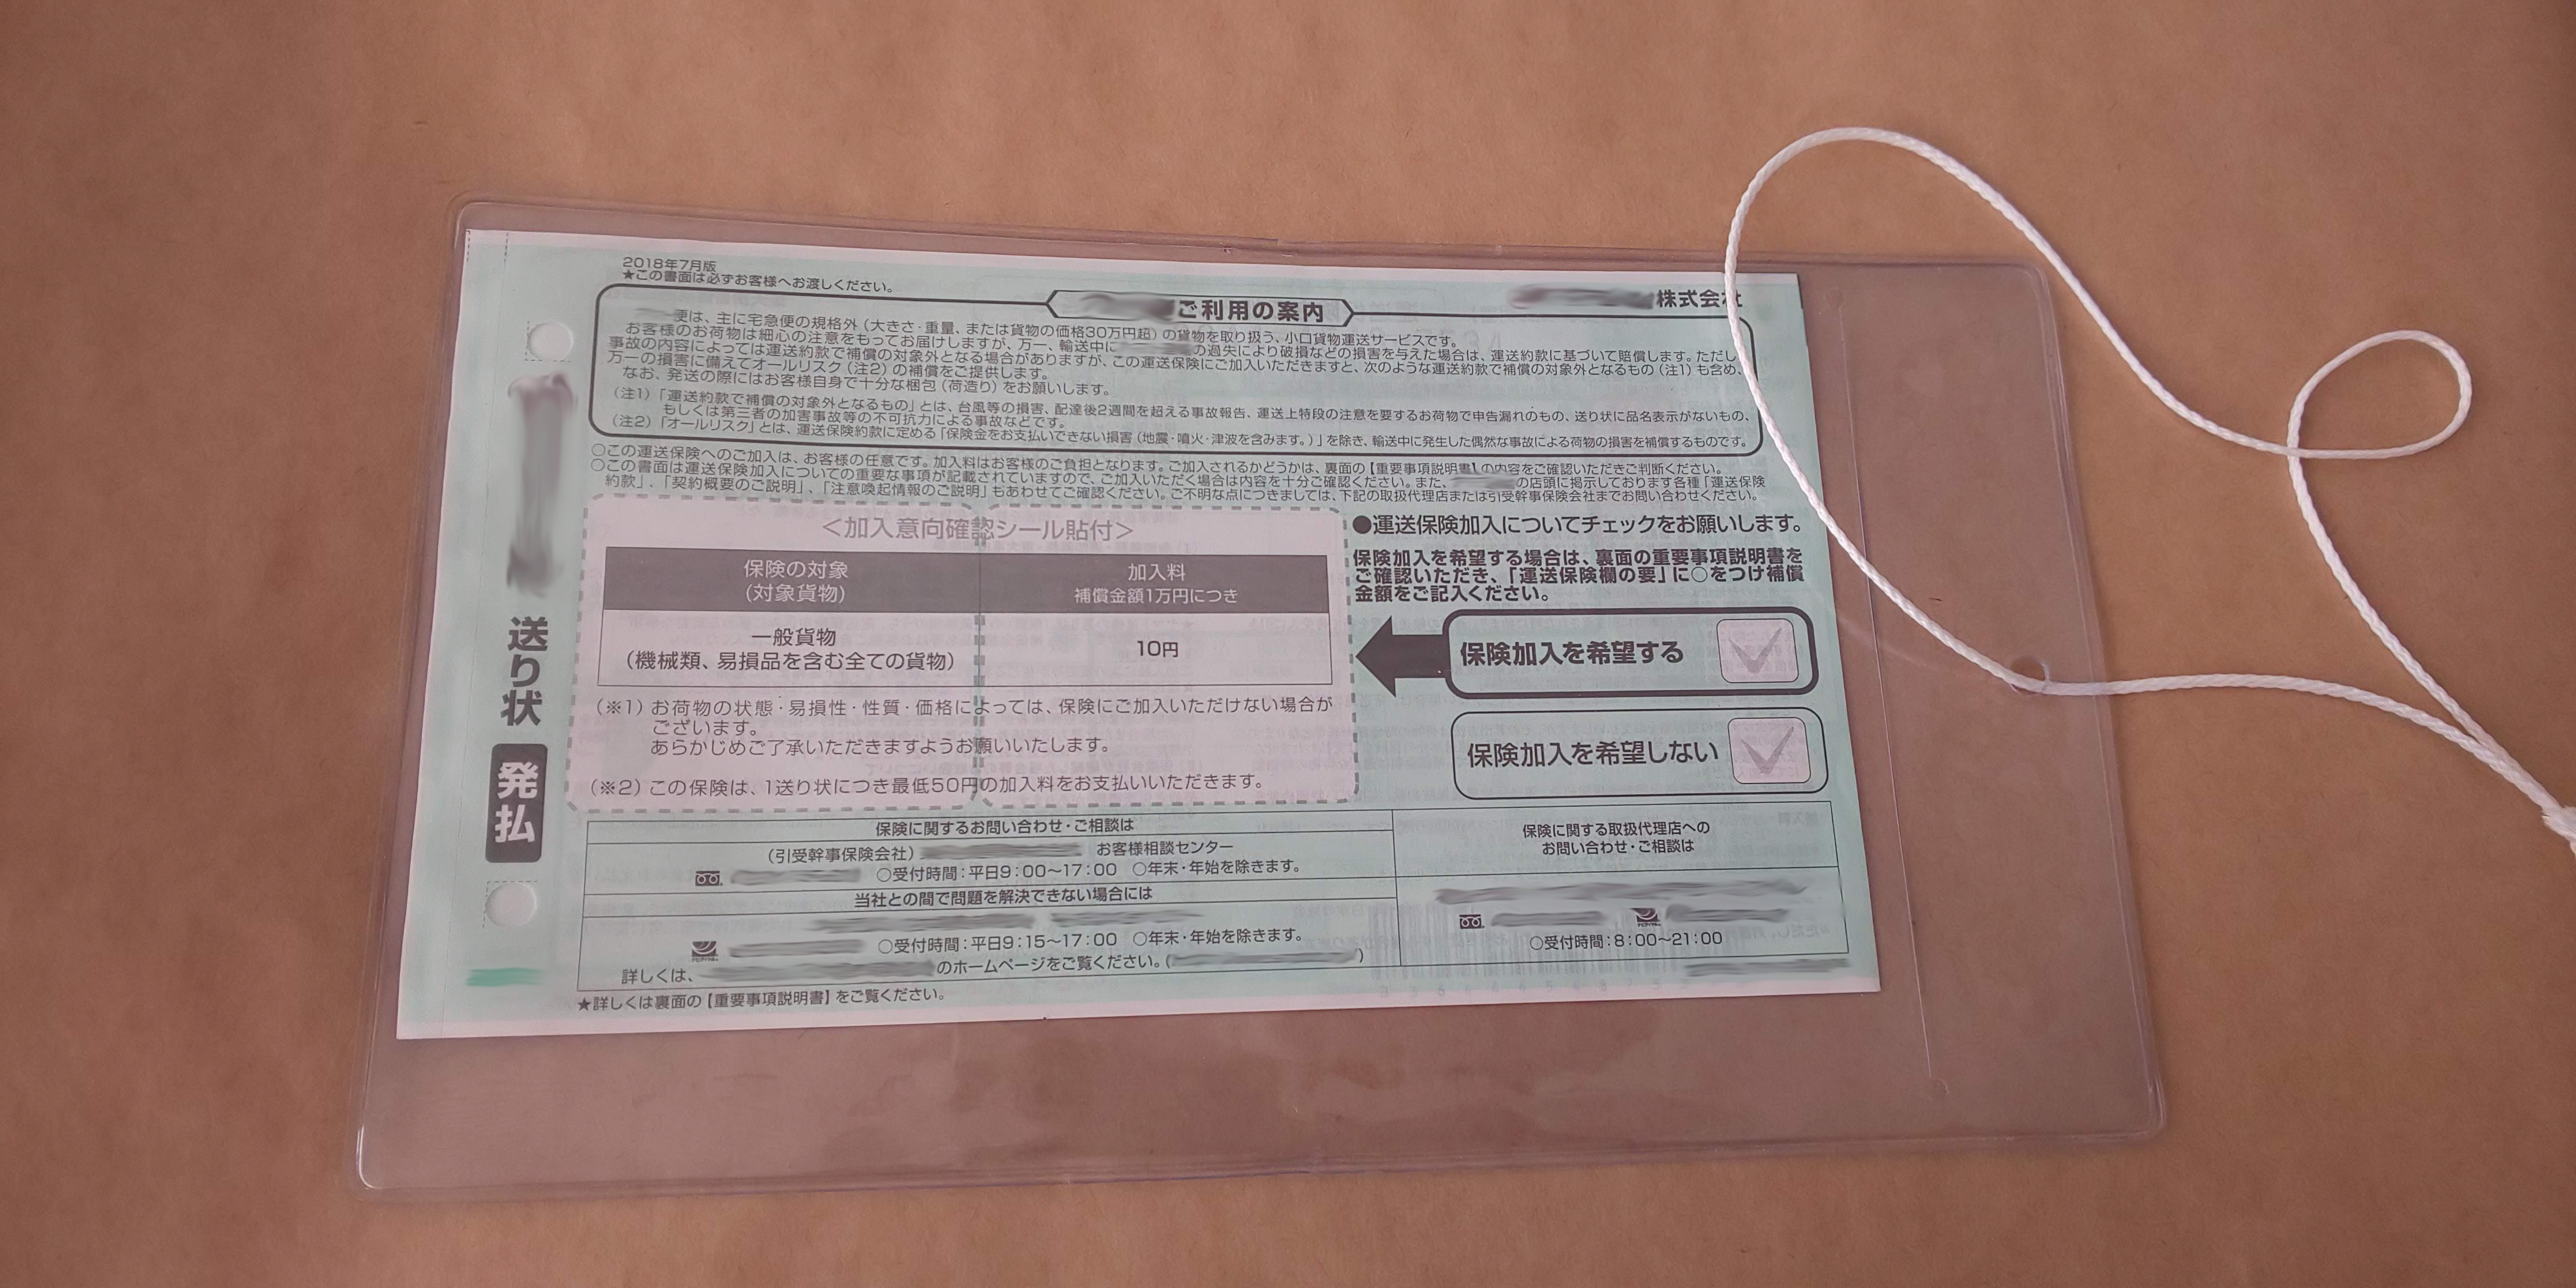 2018年7月版
★この書面は必ずお客様へお渡しください。
ご利用の案内
株式会社
便は、主に宅急便の規格外(大きさ・重量、または貨物の価格30万円超)の貨物を取り扱う、小口貨物運送サービスです。
お客様のお荷物は細心の注意をもってお届けしますが、万一、輸送中に の過失により破損などの損害を与えた場合は、運送約款に基づいて賠償します。ただし、
事故の内容によっては運送約款で補償の対象外となる場合がありますが、この運送保険にご加入いただきますと、次のような運送約款で補償の対象外となるもの(注1)も含め、
万一の損害に備えてオールリスク(注2)の補償をご提供します。
なお、発送の際にはお客様自身で十分な梱包(荷造り)をお願いします。
(注1)「運送約款で補償の対象外となるもの」とは、台風等の損害、配達後2週間を超える事故報告、運送上特段の注意を要するお荷物で申告漏れのもの、送り状に品名表示がないもの、
もしくは第三者の加害事故等の不可抗力による事故などです。
(注2)「オールリスク」とは、運送保険約款に定める「保険金をお支払いできない損害(地震・噴火・津波を含みます。)」を除き、輸送中に発生した偶然な事故による荷物の損害を補償するものです。
○この運送保険へのご加入は、お客様の任意です。加入料はお客様のご負担となります。ご加入されるかどうかは、裏面の【重要事項説明書】の内容をご確認いただきご判断ください。
○この書面は運送保険加入についての重要な事項が記載されていますので、ご加入いただく場合は内容を十分ご確認ください。また、 の店頭に掲示しております各種「運送保険
約款」、「契約概要のご説明」、「注意喚起情報のご説明」もあわせてご確認ください。ご不明な点につきましては、下記の取扱代理店または引受幹事保険会社までお問い合わせください。
<加入意向確認シール貼付>
保険の対象
(対象貨物)
加入料
補償金額1万円につき
一般貨物
(機械類、易損品を含む全ての貨物)
10円
(※1)お荷物の状態・易損性・性質・価格によっては、保険にご加入いただけない場合が
ございます。
あらかじめご了承いただきますようお願いいたします。
(※2)この保険は、1送り状につき最低50円の加入料をお支払いいただきます。
●運送保険加入についてチェックをお願いします。
保険加入を希望する場合は、裏面の重要事項説明書を
ご確認いただき、「運送保険欄の要」に○をつけ補償
金額をご記入ください。
保険加入を希望する
保険加入を希望しない
送り状
発払
保険に関するお問い合わせ・ご相談は
(引受幹事保険会社) お客様相談センター
○受付時間:平日9:00〜17:00 ○年末・年始を除きます。
当社との間で問題を解決できない場合には
○受付時間:平日9:15〜17:00 ○年末・年始を除きます。
詳しくは、 のホームページをご覧ください。( )
保険に関する取扱代理店への
お問い合わせ・ご相談は
○受付時間:8:00〜21:00
★詳しくは裏面の【重要事項説明書】をご覧ください。